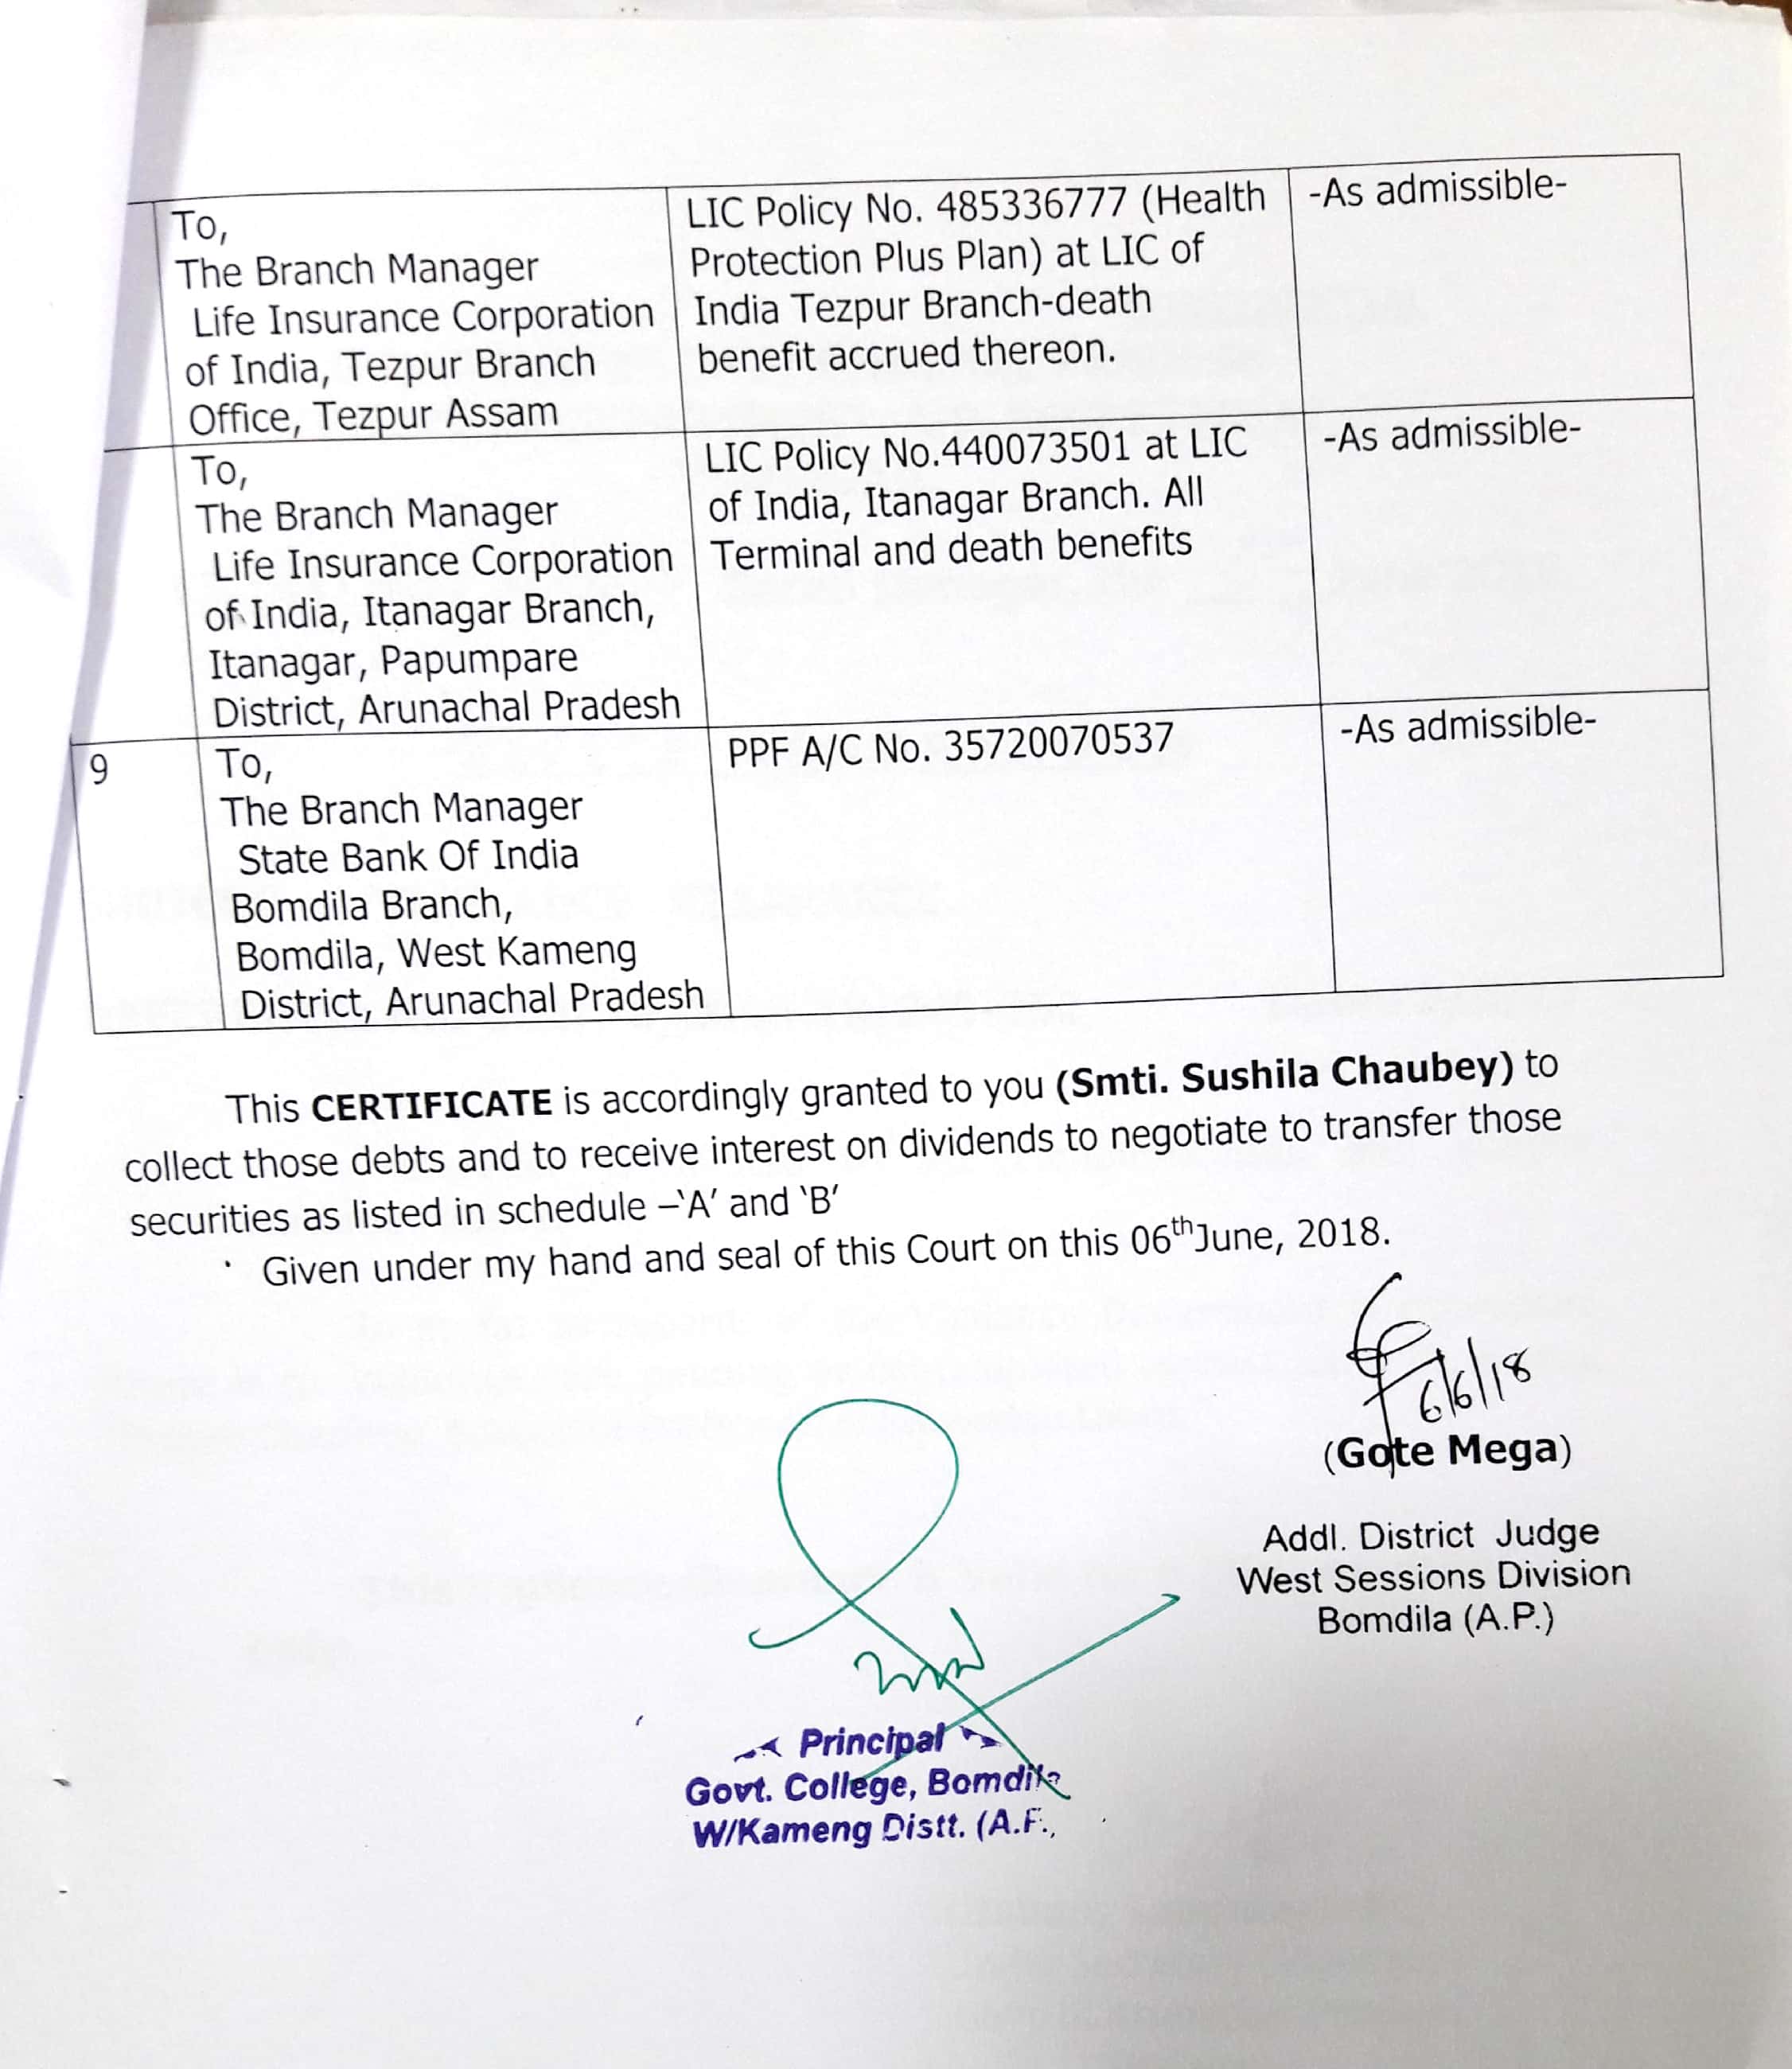 To,
The Branch Manager
Life Insurance Corporation
of India, Tezpur Branch
Office, Tezpur Assam
LIC Policy No. 485336777 (Health
Protection Plus Plan) at LIC of
India Tezpur Branch-death
benefit accrued thereon.
-As admissible-
To,
The Branch Manager
Life Insurance Corporation
of India, Itanagar Branch,
Itanagar, Papumpare
District, Arunachal Pradesh
LIC Policy No.440073501 at LIC
of India, Itanagar Branch. All
Terminal and death benefits
-As admissible-
9
To,
The Branch Manager
State Bank Of India
Bomdila Branch,
Bomdila, West Kameng
District, Arunachal Pradesh
PPF A/C No. 35720070537
-As admissible-
This CERTIFICATE is accordingly granted to you (Smti. Sushila Chaubey) to
collect those debts and to receive interest on dividends to negotiate to transfer those
securities as listed in schedule –‘A’ and ‘B’
Given under my hand and seal of this Court on this 06th June, 2018.
6/6/18
(Gote Mega)
Addl. District Judge
West Sessions Division
Bomdila (A.P.)
Principal
Govt. College, Bomdila
W/Kameng Distt. (A.P.)